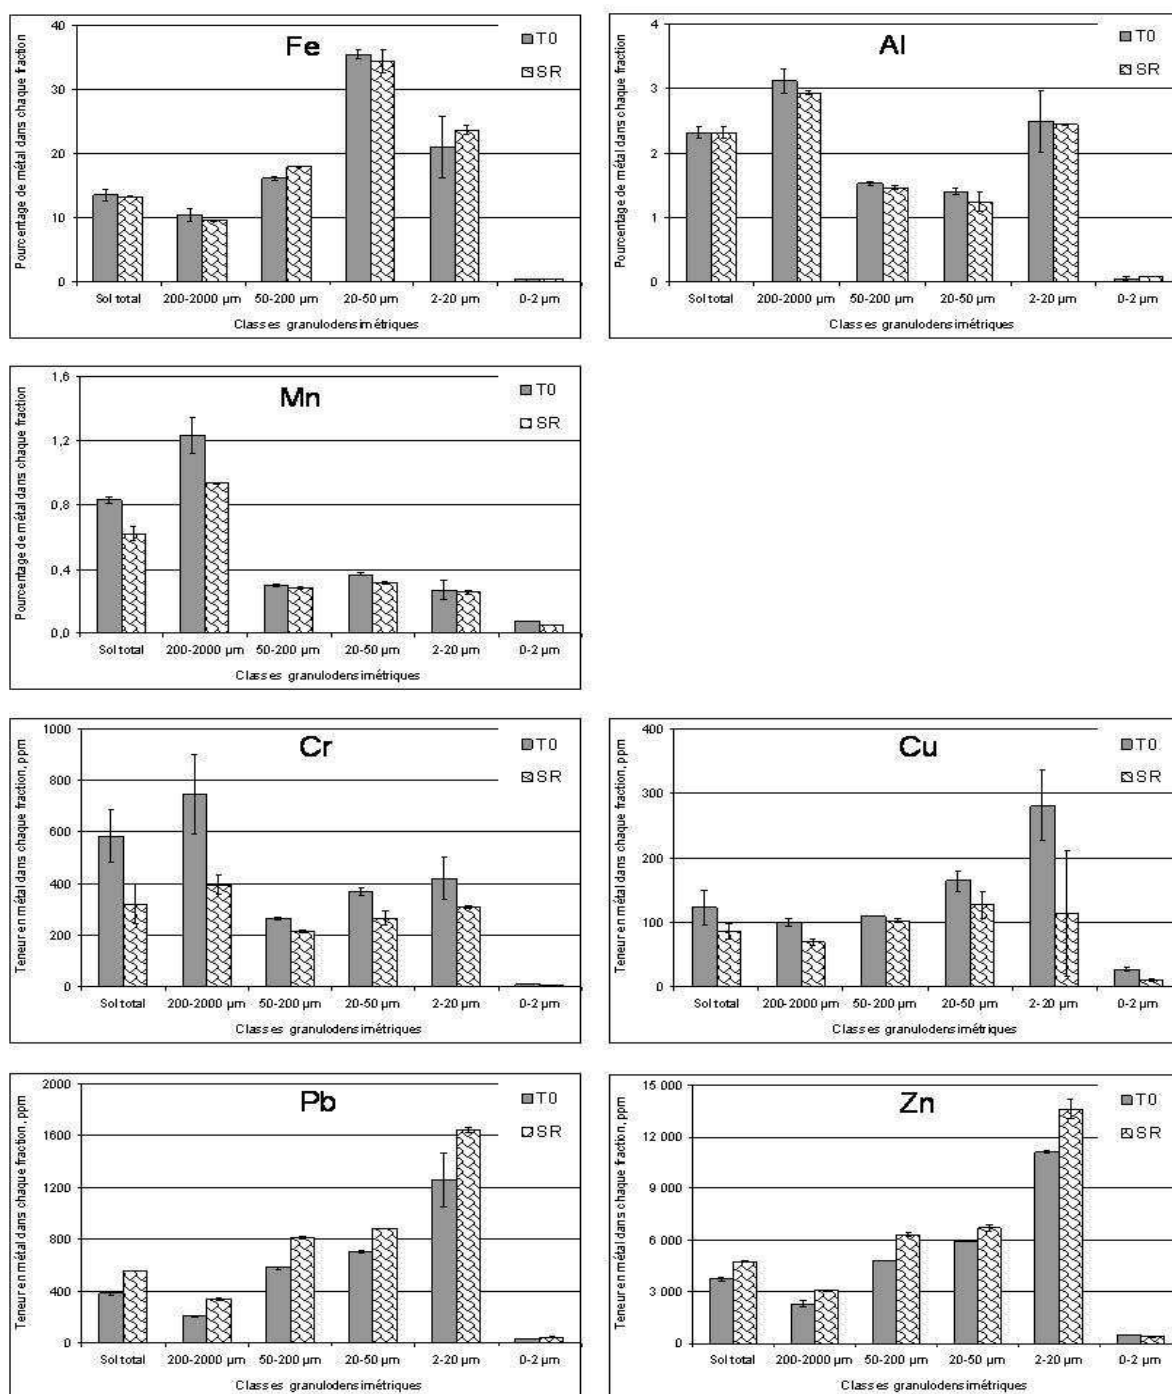 Fe
T0
SR
Pourcentage de métal dans chaque fraction
40
30
20
10
0
Sol total 200-2000 µm 50-200 µm 20-50 µm 2-20 µm 0-2 µm
Classes granulodensimétriques
Al
T0
SR
Pourcentage de métal dans chaque fraction
4
3
2
1
0
Sol total 200-2000 µm 50-200 µm 20-50 µm 2-20 µm 0-2 µm
Classes granulodensimétriques
Mn
T0
SR
Pourcentage de métal dans chaque fraction
1,6
1,2
0,8
0,4
0,0
Sol total 200-2000 µm 50-200 µm 20-50 µm 2-20 µm 0-2 µm
Classes granulodensimétriques
Cr
T0
SR
Teneur en métal dans chaque fraction, ppm
1000
800
600
400
200
0
Sol total 200-2000 µm 50-200 µm 20-50 µm 2-20 µm 0-2 µm
Classes granulodensimétriques
Cu
T0
SR
Teneur en métal dans chaque fraction, ppm
400
300
200
100
0
Sol total 200-2000 µm 50-200 µm 20-50 µm 2-20 µm 0-2 µm
Classes granulodensimétriques
Pb
T0
SR
Teneur en métal dans chaque fraction, ppm
2000
1600
1200
800
400
0
Sol total 200-2000 µm 50-200 µm 20-50 µm 2-20 µm 0-2 µm
Classes granulodensimétriques
Zn
T0
SR
Teneur en métal dans chaque fraction, ppm
15 000
12 000
9 000
6 000
3 000
0
Sol total 200-2000 µm 50-200 µm 20-50 µm 2-20 µm 0-2 µm
Classes granulodensimétriques